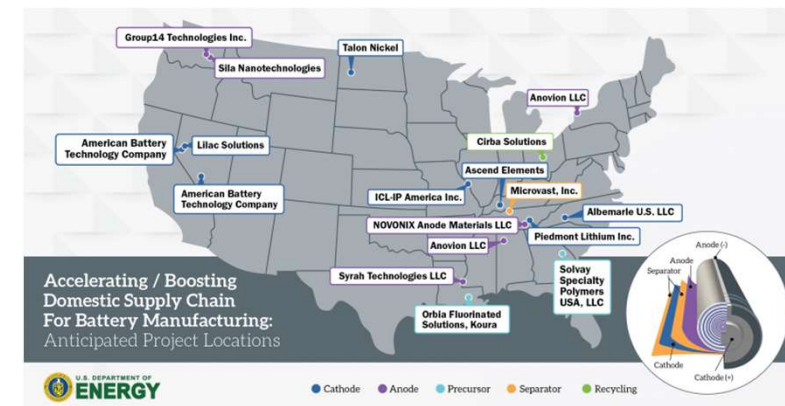 Group14 Technologies Inc.
Sila Nanotechnologies
Talon Nickel
Anovion LLC
American Battery
Technology Company
Lilac Solutions
Cirba Solutions
Ascend Elements
American Battery
Technology Company
ICL-IP America Inc.
Microvast, Inc.
Albemarle U.S. LLC
NOVONIX Anode Materials LLC
Piedmont Lithium Inc.
Anovion LLC
Syrah Technologies LLC
Solvay
Specialty
Polymers
USA, LLC
Orbia Fluorinated
Solutions, Koura
Accelerating / Boosting
Domestic Supply Chain
For Battery Manufacturing:
Anticipated Project Locations
Anode (-)
Anode
Separator
Cathode
Cathode (+)
U.S. DEPARTMENT OF
ENERGY
Cathode
Anode
Precursor
Separator
Recycling